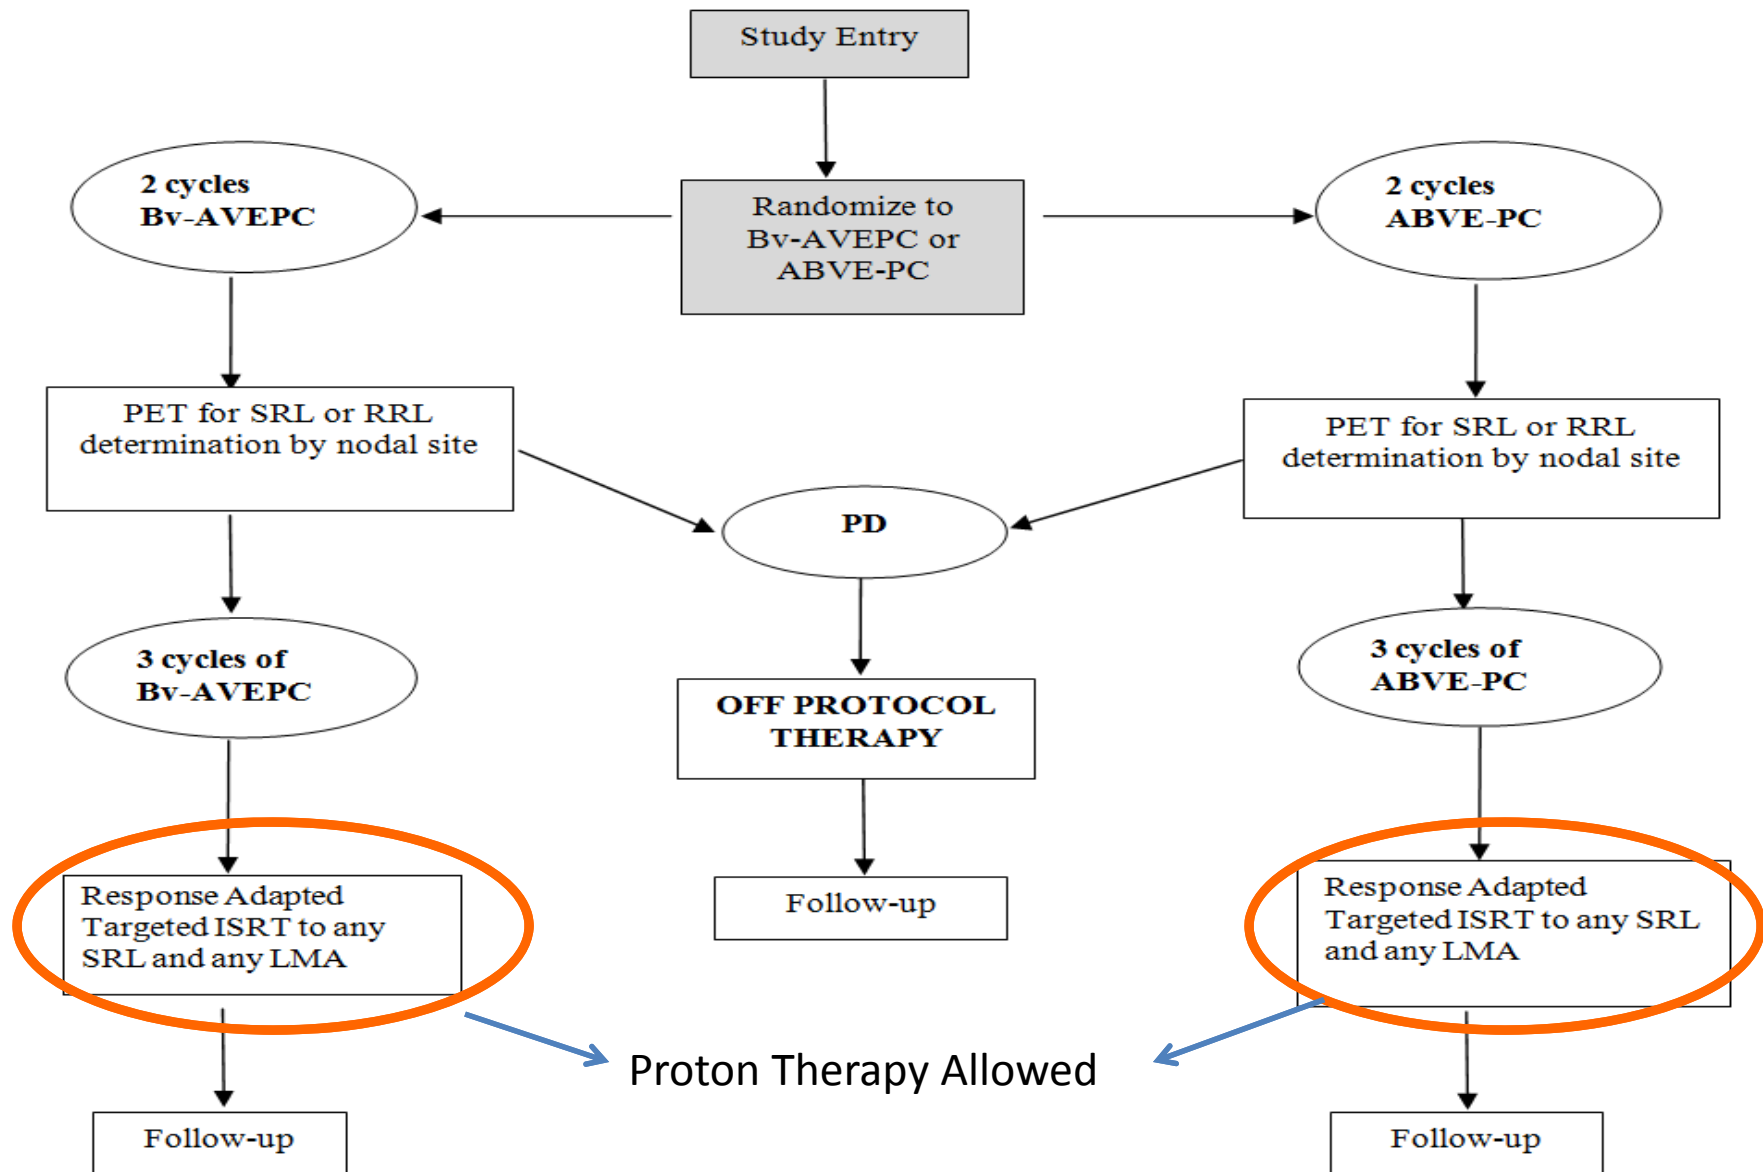 Study Entry
2 cycles
Bv-AVEPC
Randomize to
Bv-AVEPC or
ABVE-PC
2 cycles
ABVE-PC
PET for SRL or RRL
determination by nodal site
PET for SRL or RRL
determination by nodal site
PD
3 cycles of
Bv-AVEPC
OFF PROTOCOL
THERAPY
3 cycles of
ABVE-PC
Response Adapted
Targeted ISRT to any
SRL and any LMA
Follow-up
Response Adapted
Targeted ISRT to any SRL
and any LMA
Proton Therapy Allowed
Follow-up
Follow-up